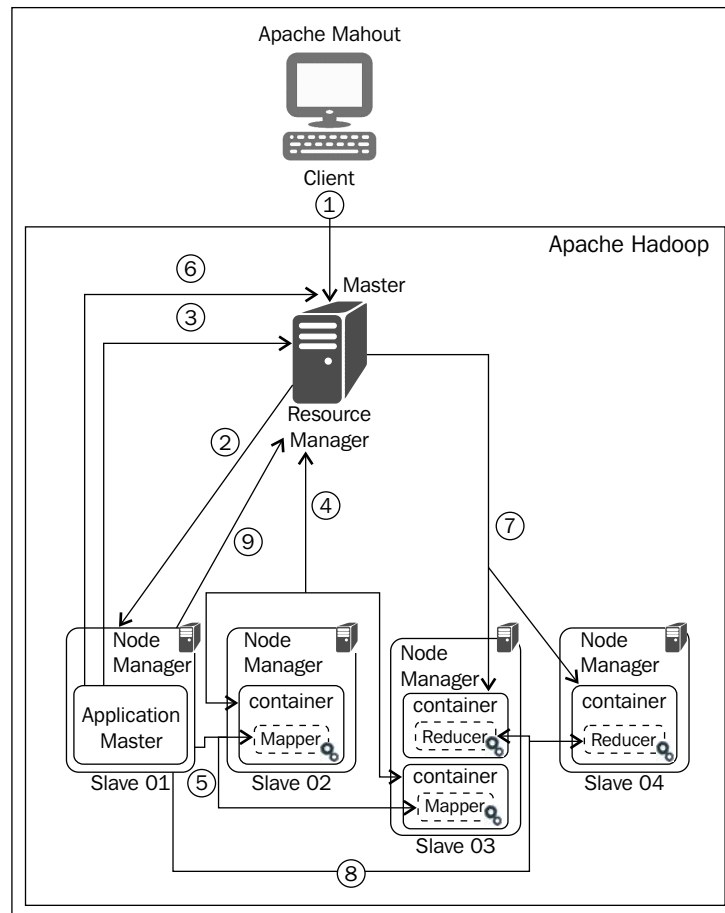 Apache Mahout
Client
①
Apache Hadoop
⑥
Master
③
Resource
Manager
②
④
⑨
⑦
Node
Manager
Application
Master
Slave 01
Node
Manager
container
Mapper
Slave 02
⑤
Node
Manager
container
Reducer
container
Mapper
Slave 03
Node
Manager
container
Reducer
Slave 04
⑧